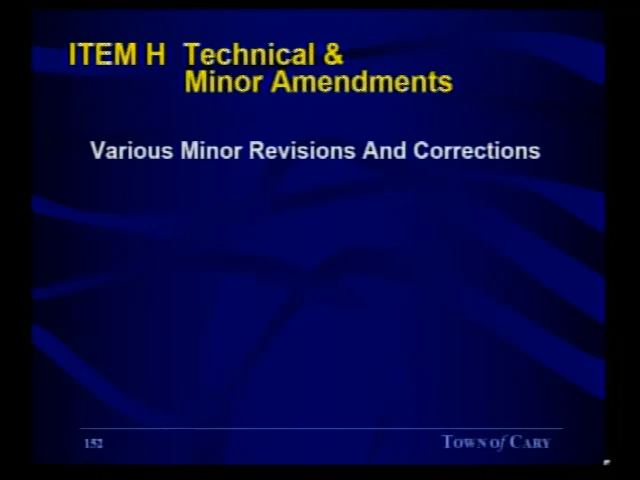 ITEM H Technical &
Minor Amendments
Various Minor Revisions And Corrections
152
TOWN of CARY